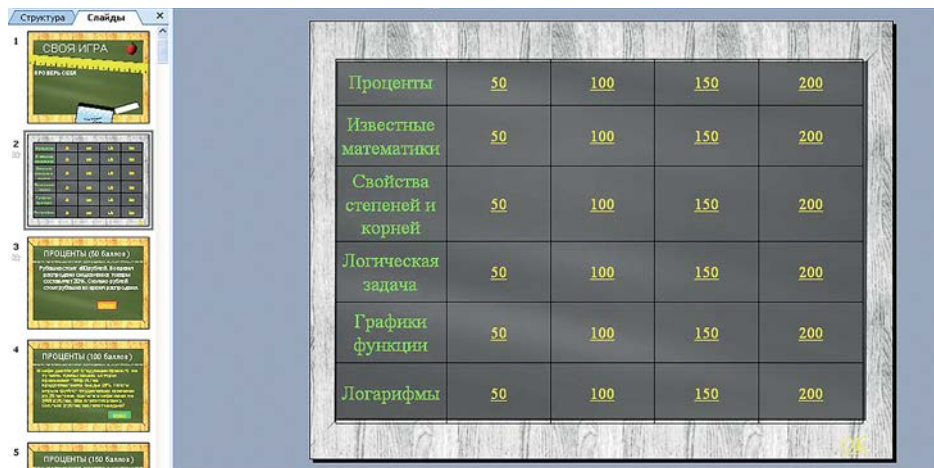 Структура Слайды ×
1
СВОЯ ИГРА
ПРОВЕРЬ СЕБЯ
2
3
ПРОЦЕНТЫ (50 баллов)
4
ПРОЦЕНТЫ (100 баллов)
5
ПРОЦЕНТЫ (150 баллов)
Проценты 50 100 150 200
Известные
математики 50 100 150 200
Свойства
степеней и
корней 50 100 150 200
Логическая
задача 50 100 150 200
Графики
функции 50 100 150 200
Логарифмы 50 100 150 200